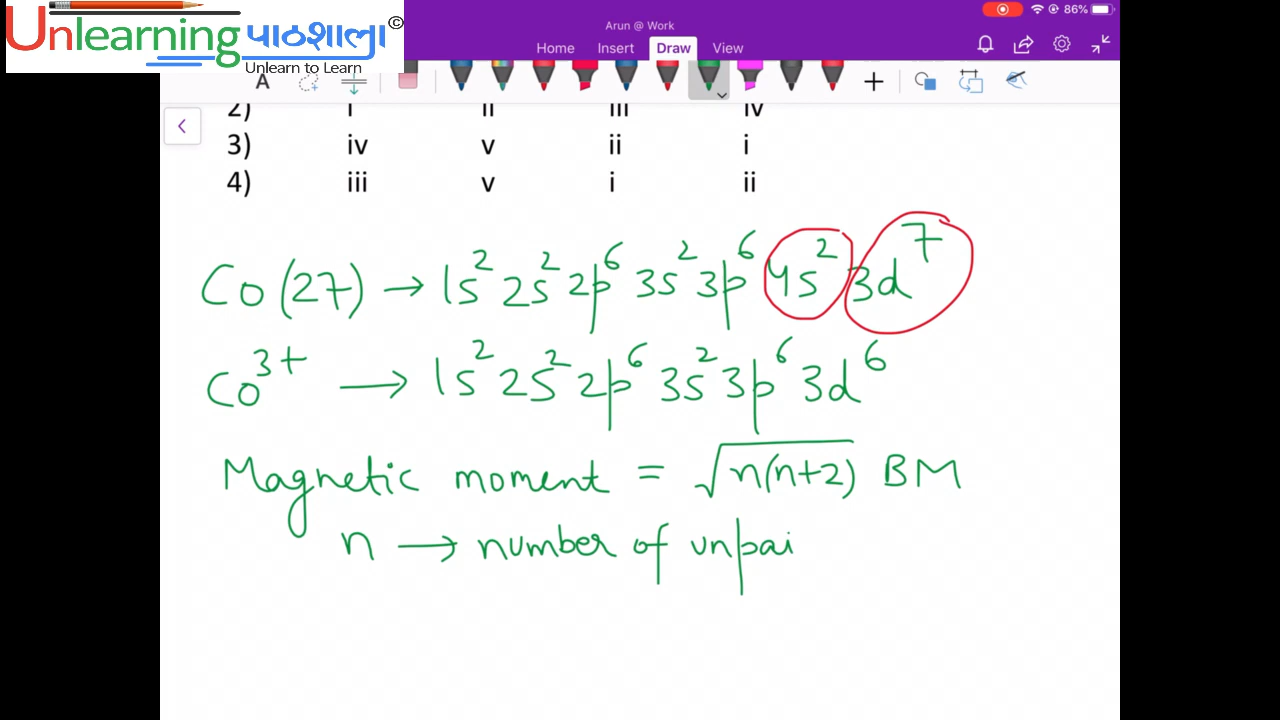 Unlearning पाठशाला ©
Unlearn to Learn
Arun @ Work
86%
Home Insert Draw View
A
2) i ii iii iv
3) iv v ii i
4) iii v i ii
Co(27) → 1s² 2s² 2p⁶ 3s² 3p⁶ 4s² 3d⁷
Co³⁺ → 1s² 2s² 2p⁶ 3s² 3p⁶ 3d⁶
Magnetic moment = √n(n+2) BM
n → number of unpai